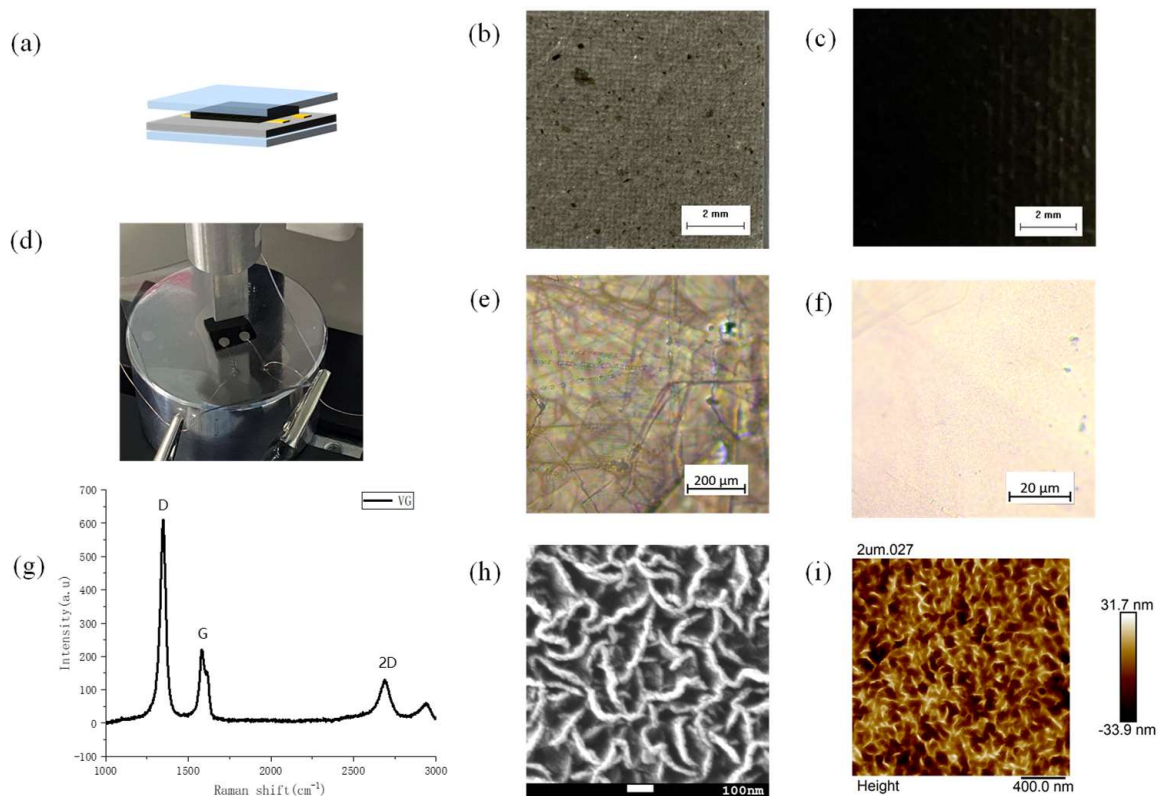 (a)
(b)
2 mm
(c)
2 mm
(d)
(e)
200 μm
(f)
20 μm
(g)
Intensity(a.u)
700
600
500
400
300
200
100
0
-100
D
G
2D
VG
1000
1500
2000
2500
3000
Raman shift(cm⁻¹)
(h)
100nm
(i)
2um.027
Height
400.0 nm
31.7 nm
-33.9 nm